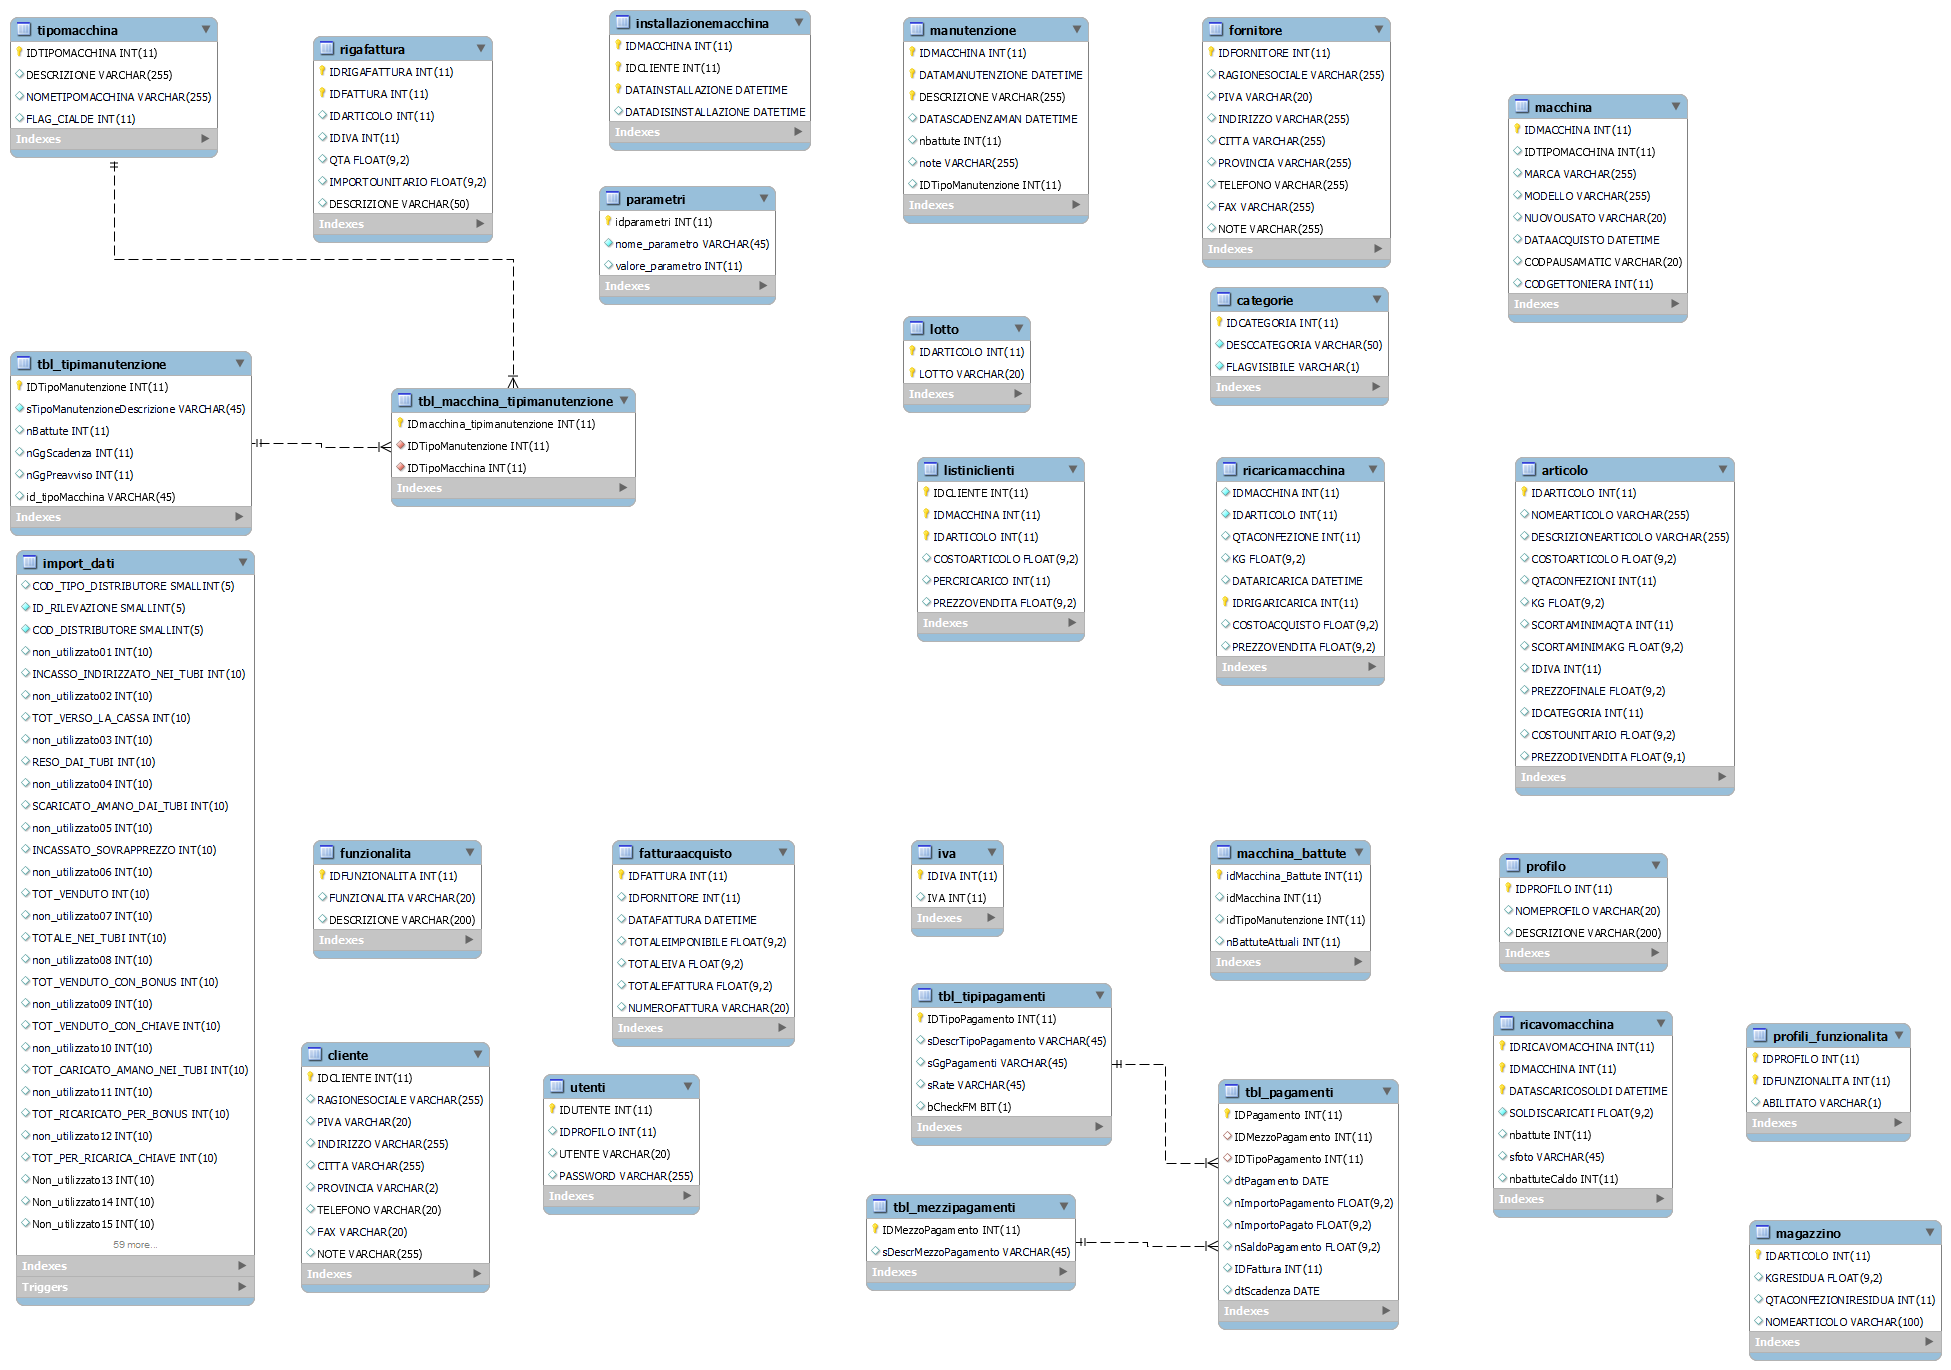 tipomacchina
IDTIPOMACCHINA INT(11)
DESCRIZIONE VARCHAR(255)
NOMETIPOMACCHINA VARCHAR(255)
FLAG_CIALDE INT(11)
Indexes
rigafattura
IDRIGAFATTURA INT(11)
IDFATTURA INT(11)
IDARTICOLO INT(11)
IDIVA INT(11)
QTA FLOAT(9,2)
IMPORTOUNITARIO FLOAT(9,2)
DESCRIZIONE VARCHAR(50)
Indexes
installazionemacchina
IDMACCHINA INT(11)
IDCLIENTE INT(11)
DATAINSTALLAZIONE DATETIME
DATADISINSTALLAZIONE DATETIME
Indexes
parametri
idparametri INT(11)
nome_parametro VARCHAR(45)
valore_parametro INT(11)
Indexes
manutenzione
IDMACCHINA INT(11)
DATAMANUTENZIONE DATETIME
DESCRIZIONE VARCHAR(255)
DATASCADENZAMAN DATETIME
nbattute INT(11)
note VARCHAR(255)
IDTipoManutenzione INT(11)
Indexes
fornitore
IDFORNITORE INT(11)
RAGIONESOCIALE VARCHAR(255)
PIVA VARCHAR(20)
INDIRIZZO VARCHAR(255)
CITTA VARCHAR(255)
PROVINCIA VARCHAR(255)
TELEFONO VARCHAR(255)
FAX VARCHAR(255)
NOTE VARCHAR(255)
Indexes
macchina
IDMACCHINA INT(11)
IDTIPOMACCHINA INT(11)
MARCA VARCHAR(255)
MODELLO VARCHAR(255)
NUOVOUSATO VARCHAR(20)
DATAACQUISTO DATETIME
CODPAUSAMATIC VARCHAR(20)
CODGETTONIERA INT(11)
Indexes
lotto
IDARTICOLO INT(11)
LOTTO VARCHAR(20)
Indexes
categorie
IDCATEGORIA INT(11)
DESCCATEGORIA VARCHAR(50)
FLAGVISIBILE VARCHAR(1)
Indexes
tbl_tipimanutenzione
IDTipoManutenzione INT(11)
sTipoManutenzioneDescrizione VARCHAR(45)
nBattute INT(11)
nGgScadenza INT(11)
nGgPreavviso INT(11)
id_tipoMacchina VARCHAR(45)
Indexes
tbl_macchina_tipimanutenzione
IDmacchina_tipimanutenzione INT(11)
IDTipoManutenzione INT(11)
IDTipoMacchina INT(11)
Indexes
listiniclienti
IDCLIENTE INT(11)
IDMACCHINA INT(11)
IDARTICOLO INT(11)
COSTOARTICOLO FLOAT(9,2)
PERCRICARICO INT(11)
PREZZOVENDITA FLOAT(9,2)
Indexes
ricaricamacchina
IDMACCHINA INT(11)
IDARTICOLO INT(11)
QTACONFEZIONE INT(11)
KG FLOAT(9,2)
DATARICARICA DATETIME
IDRIGARICARICA INT(11)
COSTOACQUISTO FLOAT(9,2)
PREZZOVENDITA FLOAT(9,2)
Indexes
articolo
IDARTICOLO INT(11)
NOMEARTICOLO VARCHAR(255)
DESCRIZIONEARTICOLO VARCHAR(255)
COSTOARTICOLO FLOAT(9,2)
QTACONFEZIONI INT(11)
KG FLOAT(9,2)
SCORTAMINIMAQTA INT(11)
SCORTAMINIMAKG FLOAT(9,2)
IDIVA INT(11)
PREZZOFINALE FLOAT(9,2)
IDCATEGORIA INT(11)
COSTOUNITARIO FLOAT(9,2)
PREZZODIVENDITA FLOAT(9,1)
Indexes
import_dati
COD_TIPO_DISTRIBUTORE SMALLINT(5)
ID_RILEVAZIONE SMALLINT(5)
COD_DISTRIBUTORE SMALLINT(5)
non_utilizzato01 INT(10)
INCASSO_INDIRIZZATO_NEI_TUBI INT(10)
non_utilizzato02 INT(10)
TOT_VERSO_LA_CASSA INT(10)
non_utilizzato03 INT(10)
RESO_DAI_TUBI INT(10)
non_utilizzato04 INT(10)
SCARICATO_AMANO_DAI_TUBI INT(10)
non_utilizzato05 INT(10)
INCASSATO_SOVRAPPREZZO INT(10)
non_utilizzato06 INT(10)
TOT_VENDUTO INT(10)
non_utilizzato07 INT(10)
TOTALE_NEI_TUBI INT(10)
non_utilizzato08 INT(10)
TOT_VENDUTO_CON_BONUS INT(10)
non_utilizzato09 INT(10)
TOT_VENDUTO_CON_CHIAVE INT(10)
non_utilizzato10 INT(10)
TOT_CARICATO_AMANO_NEI_TUBI INT(10)
non_utilizzato11 INT(10)
TOT_RICARICATO_PER_BONUS INT(10)
non_utilizzato12 INT(10)
TOT_PER_RICARICA_CHIAVE INT(10)
Non_utilizzato13 INT(10)
Non_utilizzato14 INT(10)
Non_utilizzato15 INT(10)
59 more...
Indexes
Triggers
funzionalita
IDFUNZIONALITA INT(11)
FUNZIONALITA VARCHAR(20)
DESCRIZIONE VARCHAR(200)
Indexes
fatturaacquisto
IDFATTURA INT(11)
IDFORNITORE INT(11)
DATAFATTURA DATETIME
TOTALEIMPONIBILE FLOAT(9,2)
TOTALEIVA FLOAT(9,2)
TOTALEFATTURA FLOAT(9,2)
NUMEROFATTURA VARCHAR(20)
Indexes
iva
IDIVA INT(11)
IVA INT(11)
Indexes
macchina_battute
idMacchina_Battute INT(11)
idMacchina INT(11)
idTipoManutenzione INT(11)
nBattuteAttuali INT(11)
Indexes
profilo
IDPROFILO INT(11)
NOMEPROFILO VARCHAR(20)
DESCRIZIONE VARCHAR(200)
Indexes
cliente
IDCLIENTE INT(11)
RAGIONESOCIALE VARCHAR(255)
PIVA VARCHAR(20)
INDIRIZZO VARCHAR(255)
CITTA VARCHAR(255)
PROVINCIA VARCHAR(2)
TELEFONO VARCHAR(20)
FAX VARCHAR(20)
NOTE VARCHAR(255)
Indexes
utenti
IDUTENTE INT(11)
IDPROFILO INT(11)
UTENTE VARCHAR(20)
PASSWORD VARCHAR(255)
Indexes
tbl_tipipagamenti
IDTipoPagamento INT(11)
sDescrTipoPagamento VARCHAR(45)
sGgPagamenti VARCHAR(45)
sRate VARCHAR(45)
bCheckFM BIT(1)
Indexes
tbl_mezzipagamenti
IDMezzoPagamento INT(11)
sDescrMezzoPagamento VARCHAR(45)
Indexes
tbl_pagamenti
IDPagamento INT(11)
IDMezzoPagamento INT(11)
IDTipoPagamento INT(11)
dtPagamento DATE
nImportoPagamento FLOAT(9,2)
nImportoPagato FLOAT(9,2)
nSaldoPagamento FLOAT(9,2)
IDFattura INT(11)
dtScadenza DATE
Indexes
ricavomacchina
IDRICAVOMACCHINA INT(11)
IDMACCHINA INT(11)
DATASCARICOSOLDI DATETIME
SOLDISCARICATI FLOAT(9,2)
nbattute INT(11)
sfoto VARCHAR(45)
nbattuteCaldo INT(11)
Indexes
profili_funzionalita
IDPROFILO INT(11)
IDFUNZIONALITA INT(11)
ABILITATO VARCHAR(1)
Indexes
magazzino
IDARTICOLO INT(11)
KGRESIDUA FLOAT(9,2)
QTACONFEZIONIRESIDUA INT(11)
NOMEARTICOLO VARCHAR(100)
Indexes